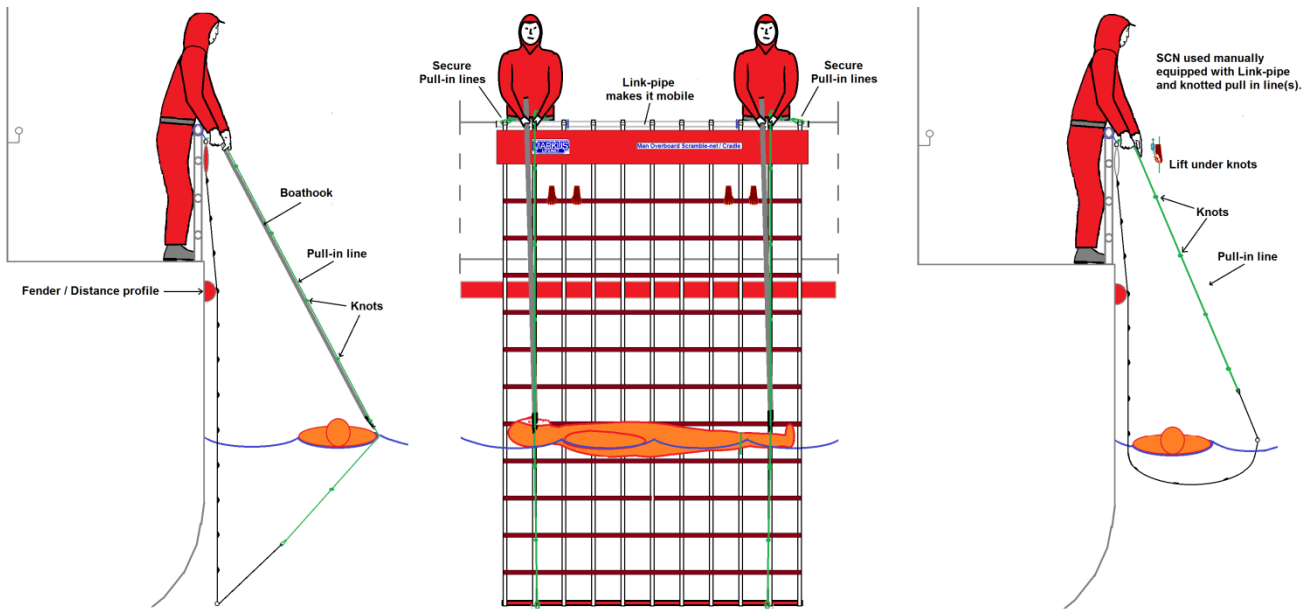 Boathook
Pull-in line
Fender / Distance profile
Knots
Secure
Pull-in lines
Link-pipe
makes it mobile
Secure
Pull-in lines
MARKUS
LIFENET
Man Overboard Scramble-net / Cradle
SCN used manually
equipped with Link-pipe
and knotted pull in line(s).
Lift under knots
Knots
Pull-in line